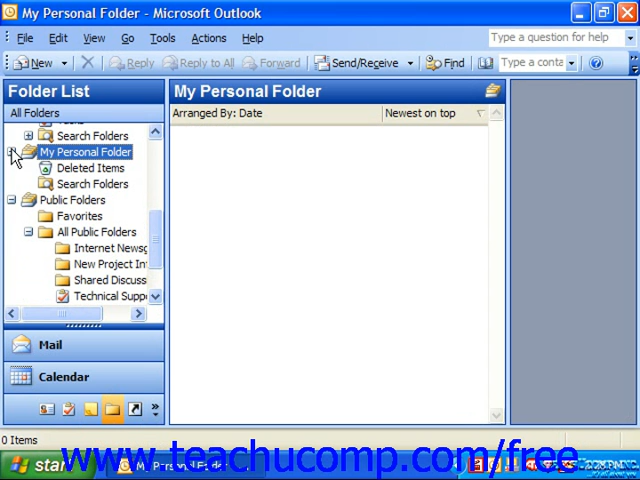 My Personal Folder - Microsoft Outlook
File Edit View Go Tools Actions Help Type a question for help
New Reply Reply to All Forward Send/Receive Find Type a conta
Folder List
All Folders
Search Folders
My Personal Folder
Deleted Items
Search Folders
Public Folders
Favorites
All Public Folders
Internet Newsg
New Project In
Shared Discuss
Technical Supp
Mail
Calendar
My Personal Folder
Arranged By: Date Newest on top
0 Items
start
www.teachucomp.com/free